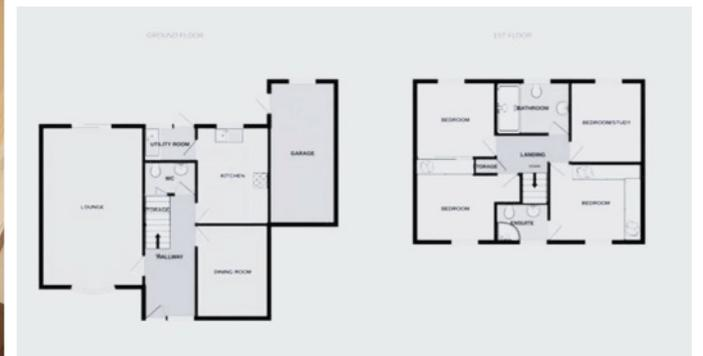 GROUND FLOOR
1ST FLOOR
BATHROOM
BEDROOM
BEDROOM/STUDY
UTILITY ROOM
GARAGE
LANDING
STORAGE
DOWN
WC
KITCHEN
LOUNGE
STORAGE
BEDROOM
BEDROOM
ENSUITE
HALLWAY
DINING ROOM